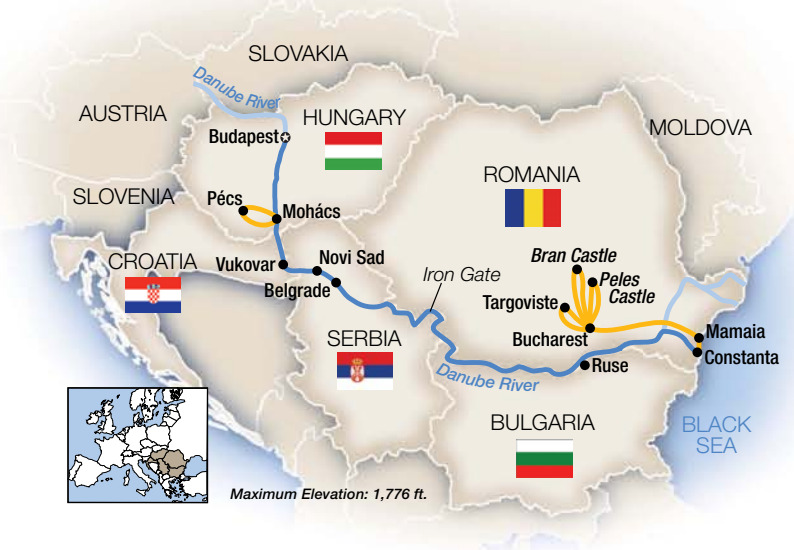 SLOVAKIA
Danube River
AUSTRIA
HUNGARY
MOLDOVA
Budapest
ROMANIA
SLOVENIA
Pécs
Mohács
CROATIA
Vukovar
Novi Sad
Belgrade
Iron Gate
Bran Castle
Peles
Castle
Targoviste
Bucharest
Mamaia
Constanta
SERBIA
Ruse
Danube River
BULGARIA
BLACK
SEA
Maximum Elevation: 1,776 ft.